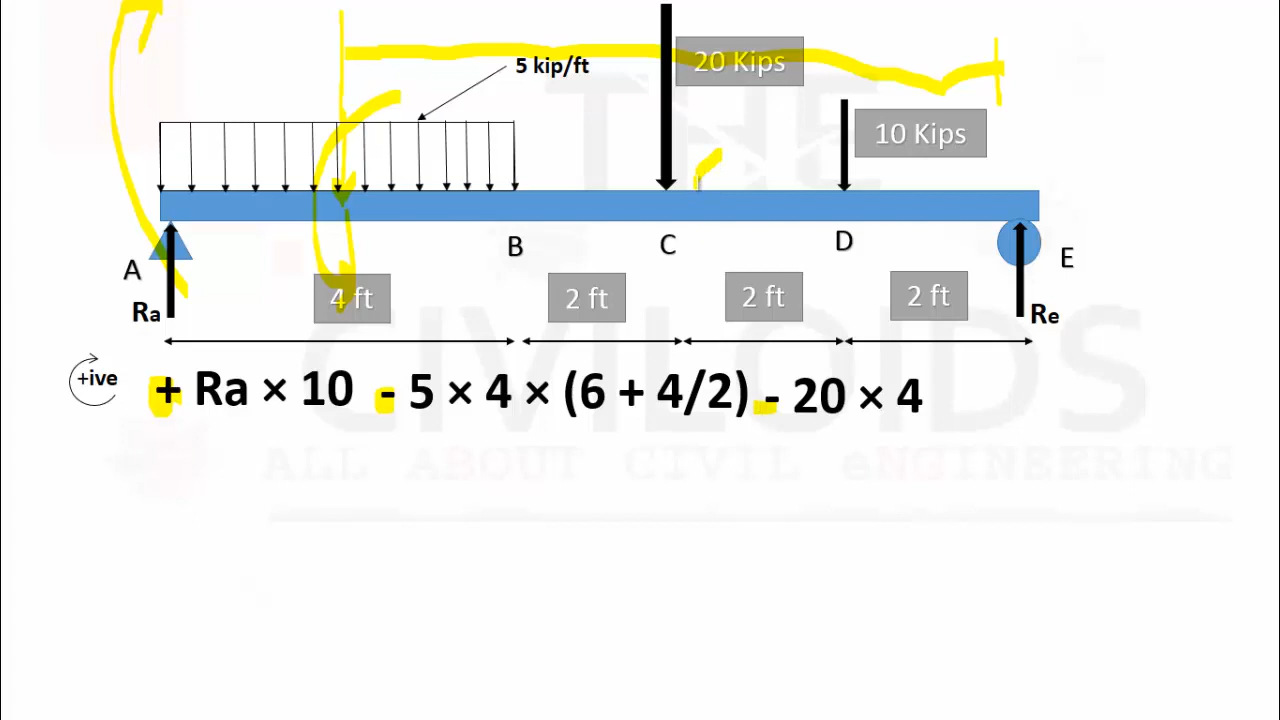 20 Kips
5 kip/ft
10 Kips
THE
A
B
C
D
E
4 ft
2 ft
2 ft
2 ft
Ra
Re
+ive
+ Ra × 10 - 5 × 4 × (6 + 4/2) - 20 × 4
CIVILOIDS
ALL ABOUT CIVIL eNGINEERING